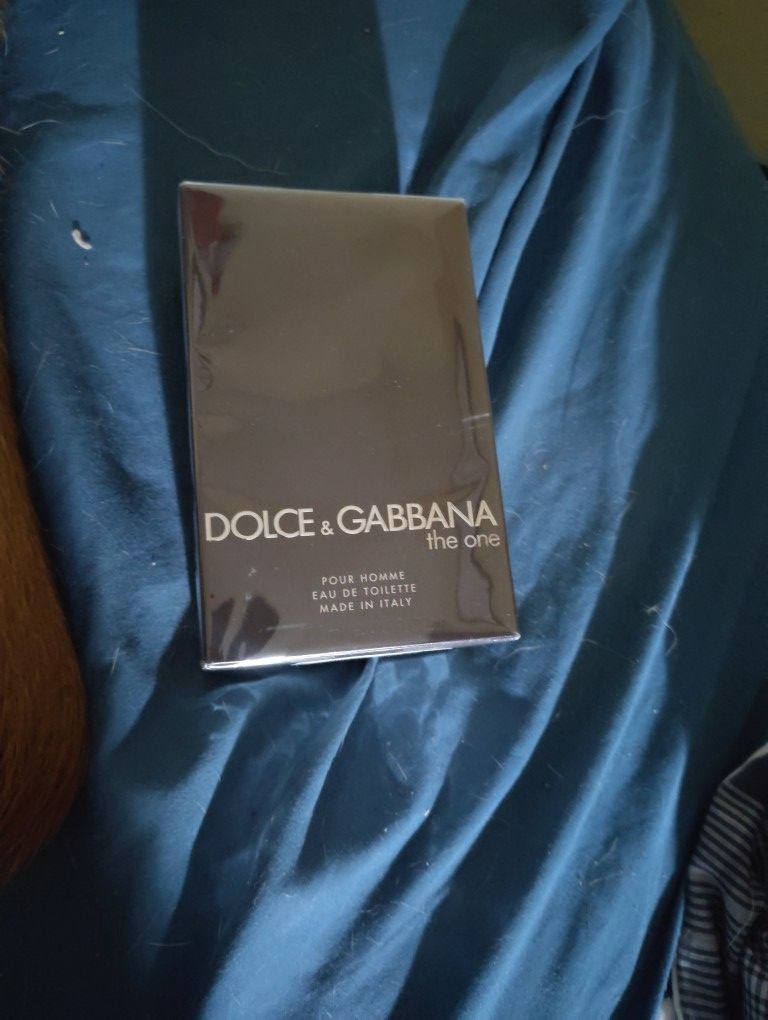 DOLCE & GABBANA
the one
POUR HOMME
EAU DE TOILETTE
MADE IN ITALY